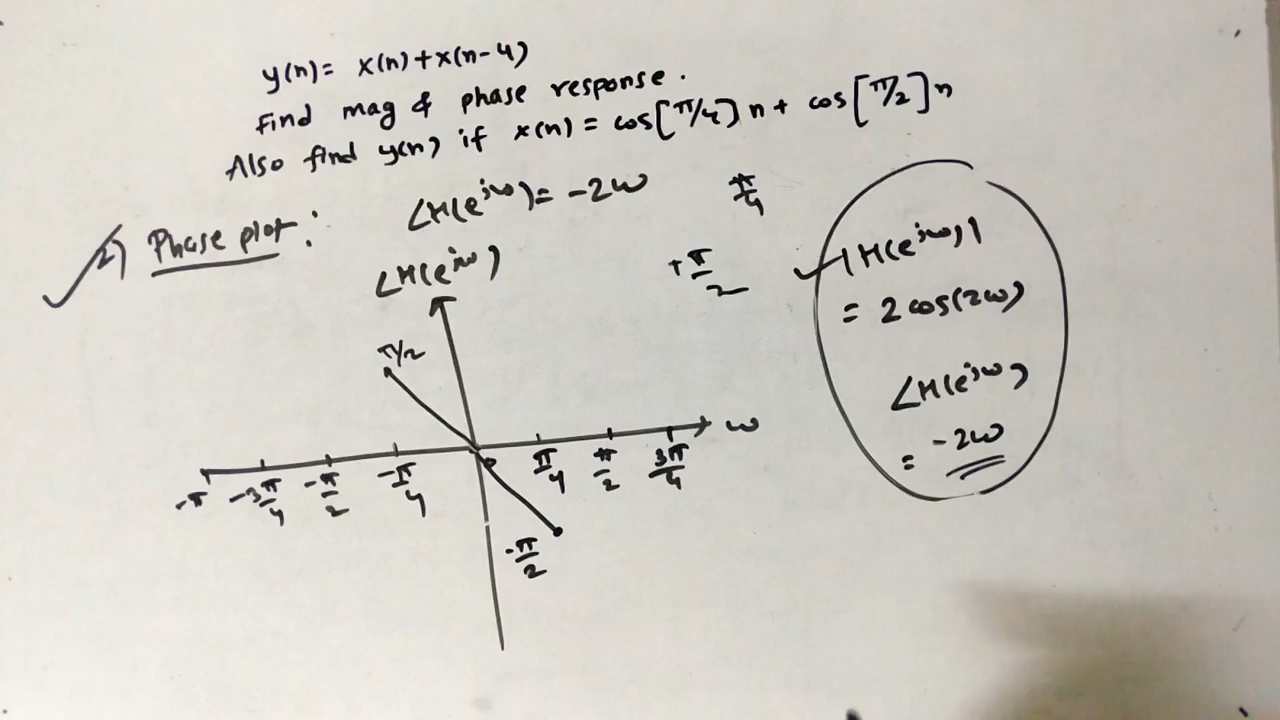 y(n)= x(n)+x(n-4)
Find mag & phase response.
Also find y(n) if x(n) = cos[π/4]n + cos[π/2]n
2) Phase plot: ∠H(e^jω)= -2ω
π/4
∠H(e^jω)
+π/2
|H(e^jω)|
= 2cos(2ω)
∠H(e^jω)
= -2ω
π/2
ω
-π -3π/4 -π/2 -π/4 0 π/4 π/2 3π/4
-π/2